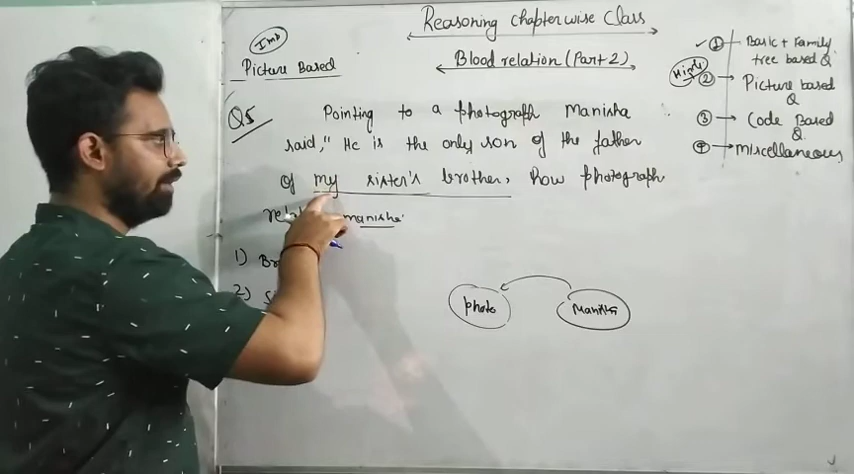 Reasoning Chapterwise Class
Imp
Picture Based
Blood relation (Part 2)
Q5 Pointing to a photograph Manisha
said," He is the only son of the father
of my sister's brother, how photograph
manisha.
1)
2)
Photo
Manisha
① Basic + Family
tree based Q
Hindi
② → Picture based
Q
③ → Code Based
Q.
④ → Miscellaneous